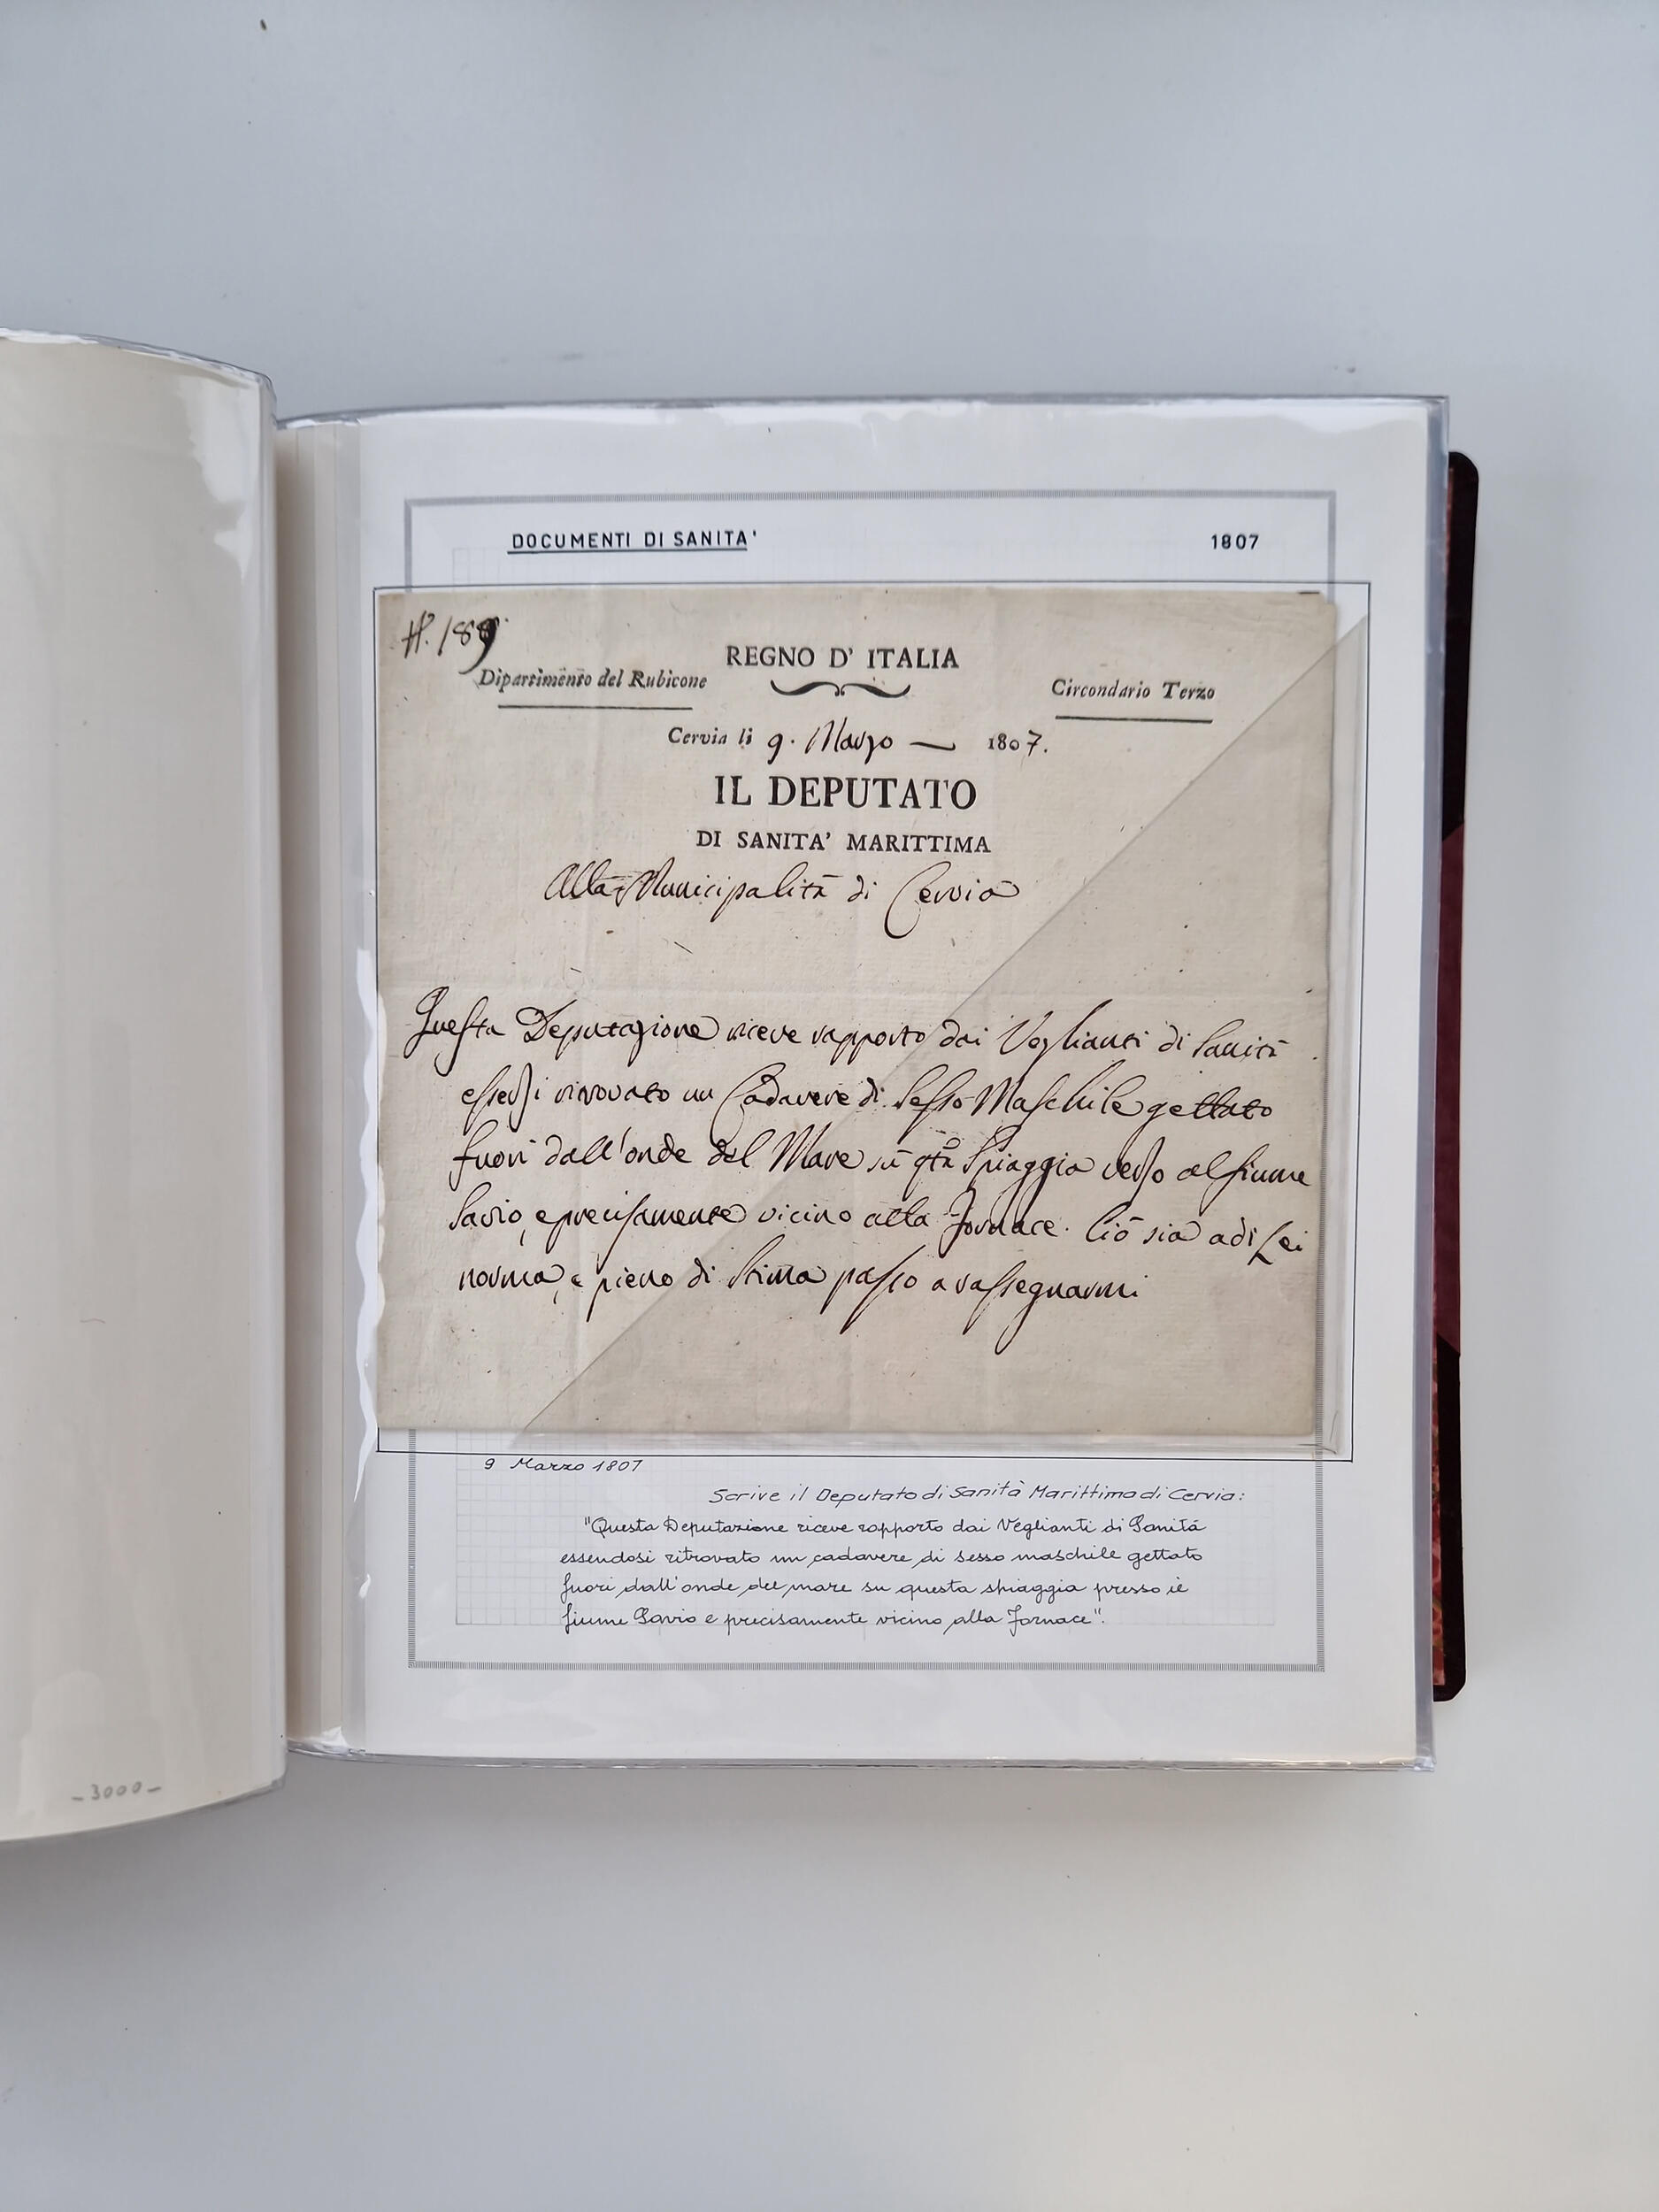 DOCUMENTI DI SANITA' 1807
N. 189.
REGNO D' ITALIA
Dipartimento del Rubicone
Circondario Terzo
Cervia li 9. Marzo — 1807.
IL DEPUTATO
DI SANITA' MARITTIMA
Alla Municipalità di Cervia
Questa Deputazione riceve rapporto dai Veglianti di Sanità
essersi rinovato un Cadavere di Sesso Maschile gettato
fuori dall'onde del Mare sù qta Spiaggia verso al fiume
Savio, e precisamente vicino alla Fornace. Ciò sia a di Lei
norma, e pieno di Stima passo a rassegnarmi
9 Marzo 1807
Scrive il Deputato di Sanità Marittima di Cervia:
"Questa Deputazione riceve rapporto dai Veglianti di Sanità
essendosi ritrovato un cadavere di sesso maschile gettato
fuori dall'onde del mare su questa spiaggia presso il
fiume Savio e precisamente vicino alla Fornace".
-3000-